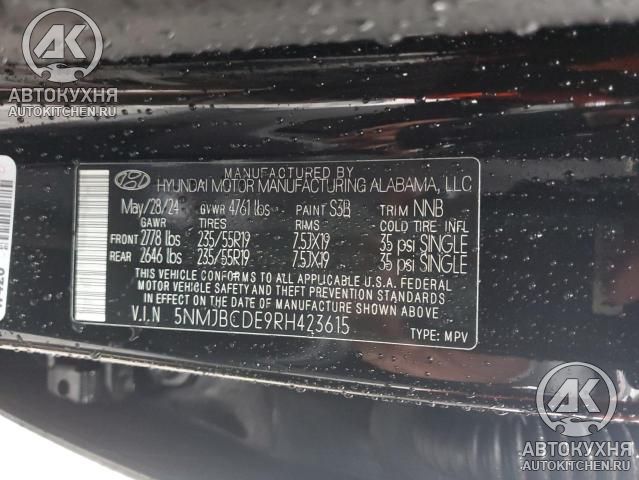 AK
АВТОКУХНЯ
AUTOKITCHEN.RU
MANUFACTURED BY
HYUNDAI MOTOR MANUFACTURING ALABAMA, LLC
May/28/24 GVWR 4761 lbs PAINT S3B TRIM NNB
GAWR TIRES RIMS COLD TIRE INFL
FRONT 2778 lbs 235/55R19 7.5JX19 35 psi SINGLE
REAR 2646 lbs 235/55R19 7.5JX19 35 psi SINGLE
THIS VEHICLE CONFORMS TO ALL APPLICABLE U.S.A. FEDERAL
MOTOR VEHICLE SAFETY AND THEFT PREVENTION STANDARDS
IN EFFECT ON THE DATE OF MANUFACTURE SHOWN ABOVE.
V.I.N 5NMJBCDE9RH423615 TYPE: MPV
AK
АВТОКУХНЯ
AUTOKITCHEN.RU